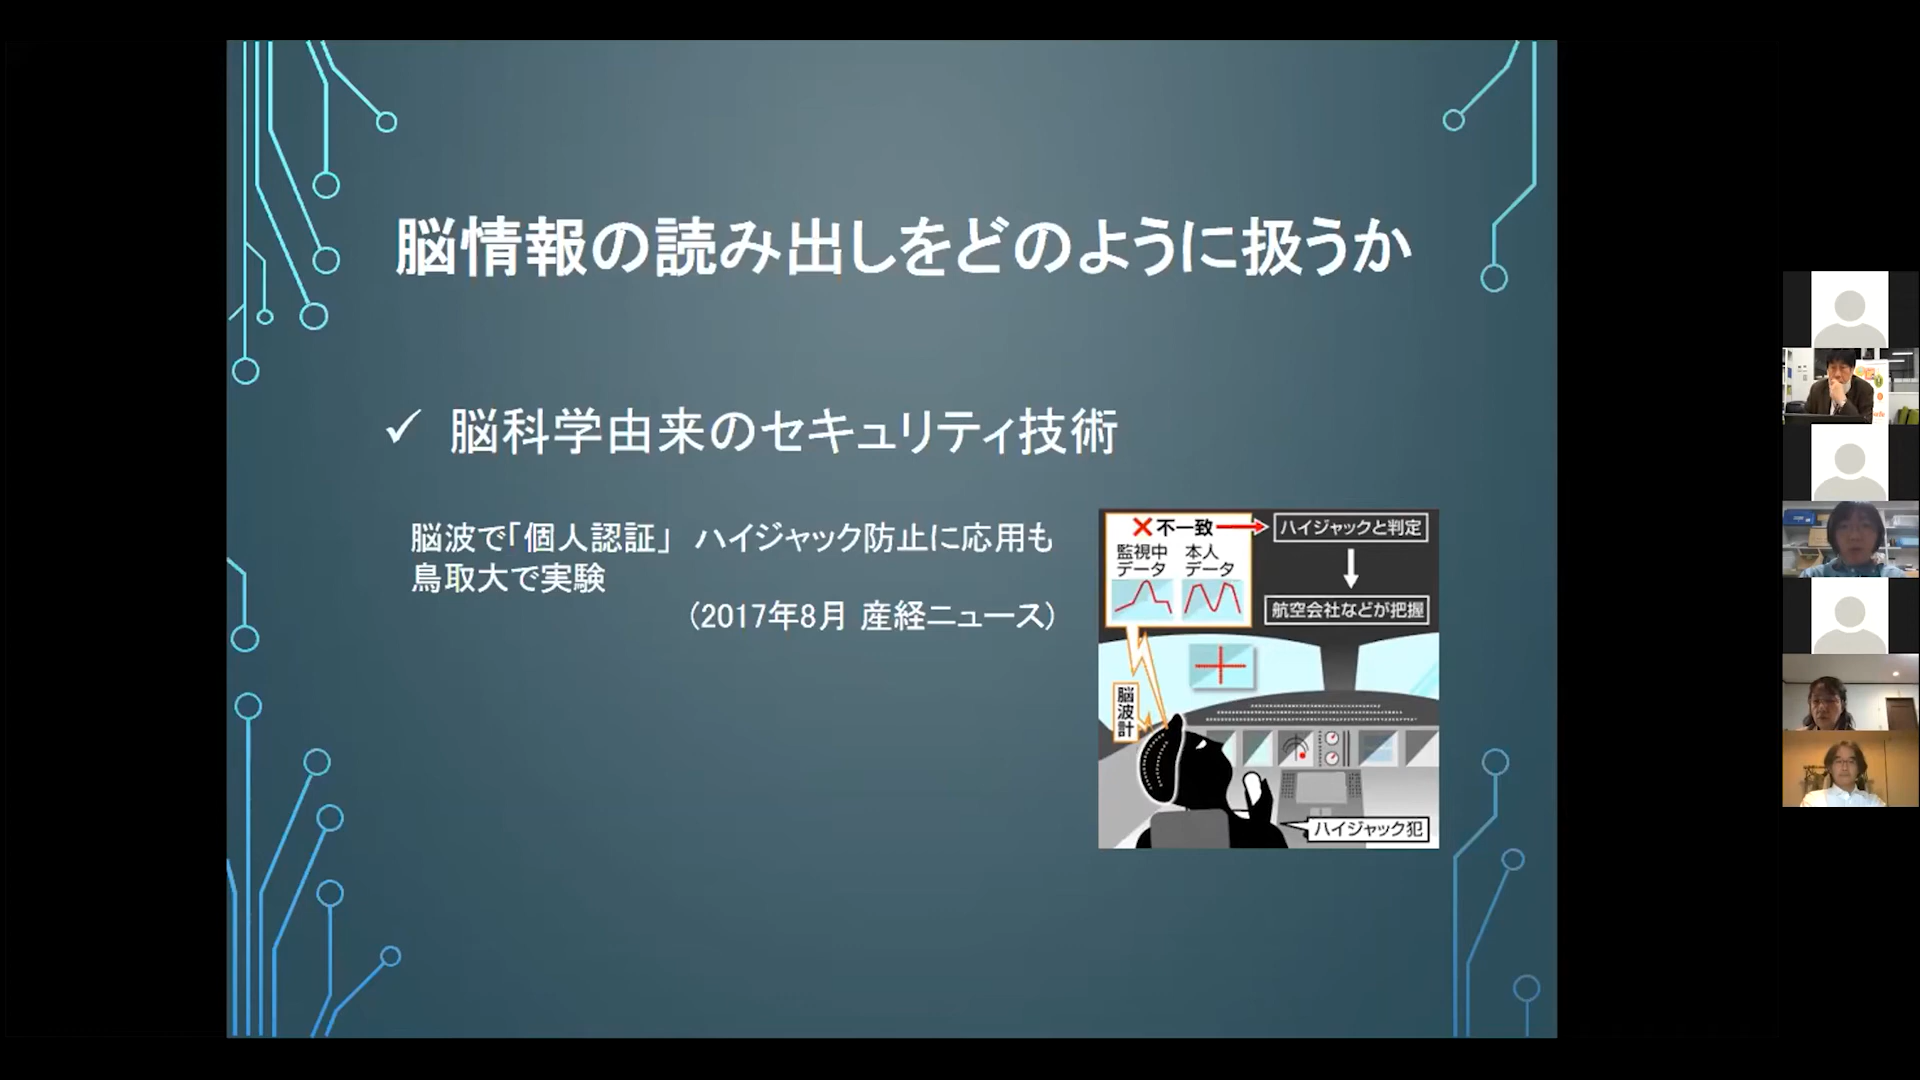 脳情報の読み出しをどのように扱うか
✓ 脳科学由来のセキュリティ技術
脳波で「個人認証」 ハイジャック防止に応用も
鳥取大で実験
(2017年8月 産経ニュース)
×不一致
ハイジャックと判定
監視中
データ
本人
データ
航空会社などが把握
脳波計
ハイジャック犯